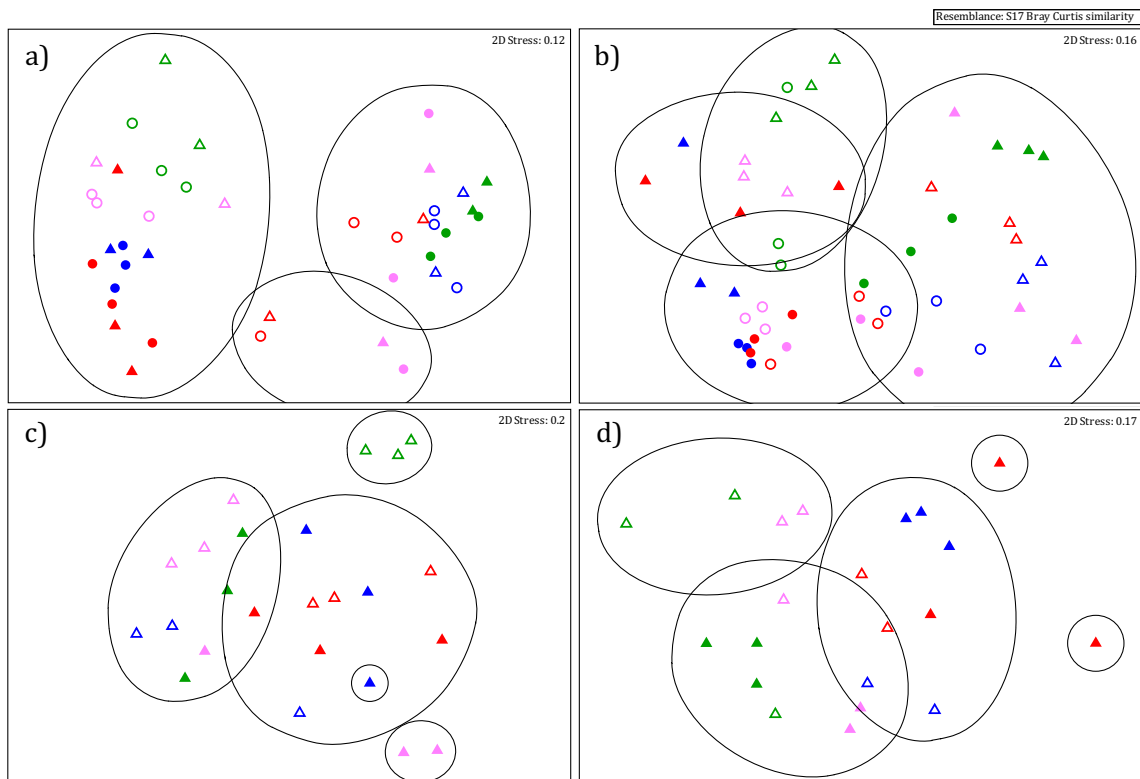 Resemblance: S17 Bray Curtis similarity
a)
2D Stress: 0.12
b)
2D Stress: 0.16
c)
2D Stress: 0.2
d)
2D Stress: 0.17